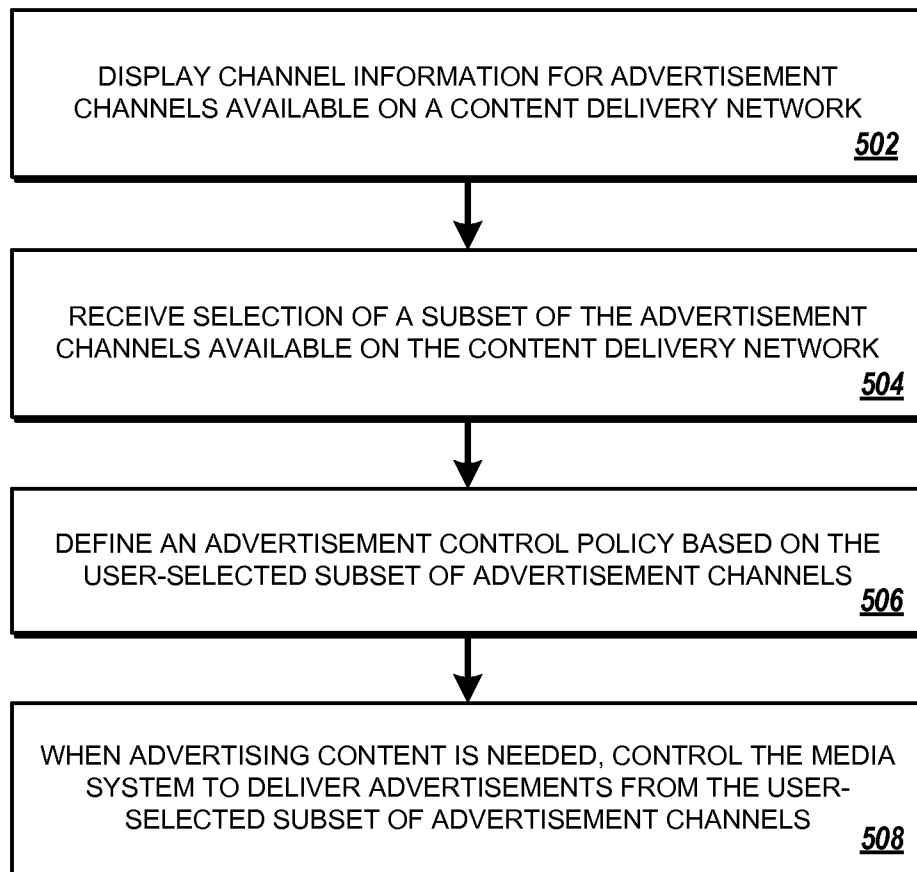 DISPLAY CHANNEL INFORMATION FOR ADVERTISEMENT
CHANNELS AVAILABLE ON A CONTENT DELIVERY NETWORK
502
RECEIVE SELECTION OF A SUBSET OF THE ADVERTISEMENT
CHANNELS AVAILABLE ON THE CONTENT DELIVERY NETWORK
504
DEFINE AN ADVERTISEMENT CONTROL POLICY BASED ON THE
USER-SELECTED SUBSET OF ADVERTISEMENT CHANNELS
506
WHEN ADVERTISING CONTENT IS NEEDED, CONTROL THE MEDIA
SYSTEM TO DELIVER ADVERTISEMENTS FROM THE USER-
SELECTED SUBSET OF ADVERTISEMENT CHANNELS
508